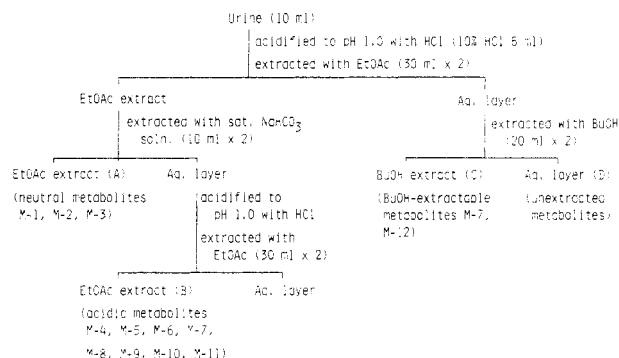 Urine (10 ml)
acidified to pH 1.0 with HCl (10% HCl 6 ml)
extracted with EtOAc (30 ml x 2)
EtOAc extract
Aq. layer
extracted with sat. NaHCO3
soln. (10 ml x 2)
extracted with BuOH
(20 ml x 2)
EtOAc extract (A)
Aq. layer
BuOH extract (C)
Aq. layer (D)
(neutral metabolites
M-1, M-2, M-3)
acidified to
pH 1.0 with HCl
(BuOH-extractable
metabolites M-7,
M-12)
(unextracted
metabolites)
extracted with
EtOAc (30 ml x 2)
EtOAc extract (B)
Aq. layer
(acidic metabolites
M-4, M-5, M-6, M-7,
M-8, M-9, M-10, M-11)